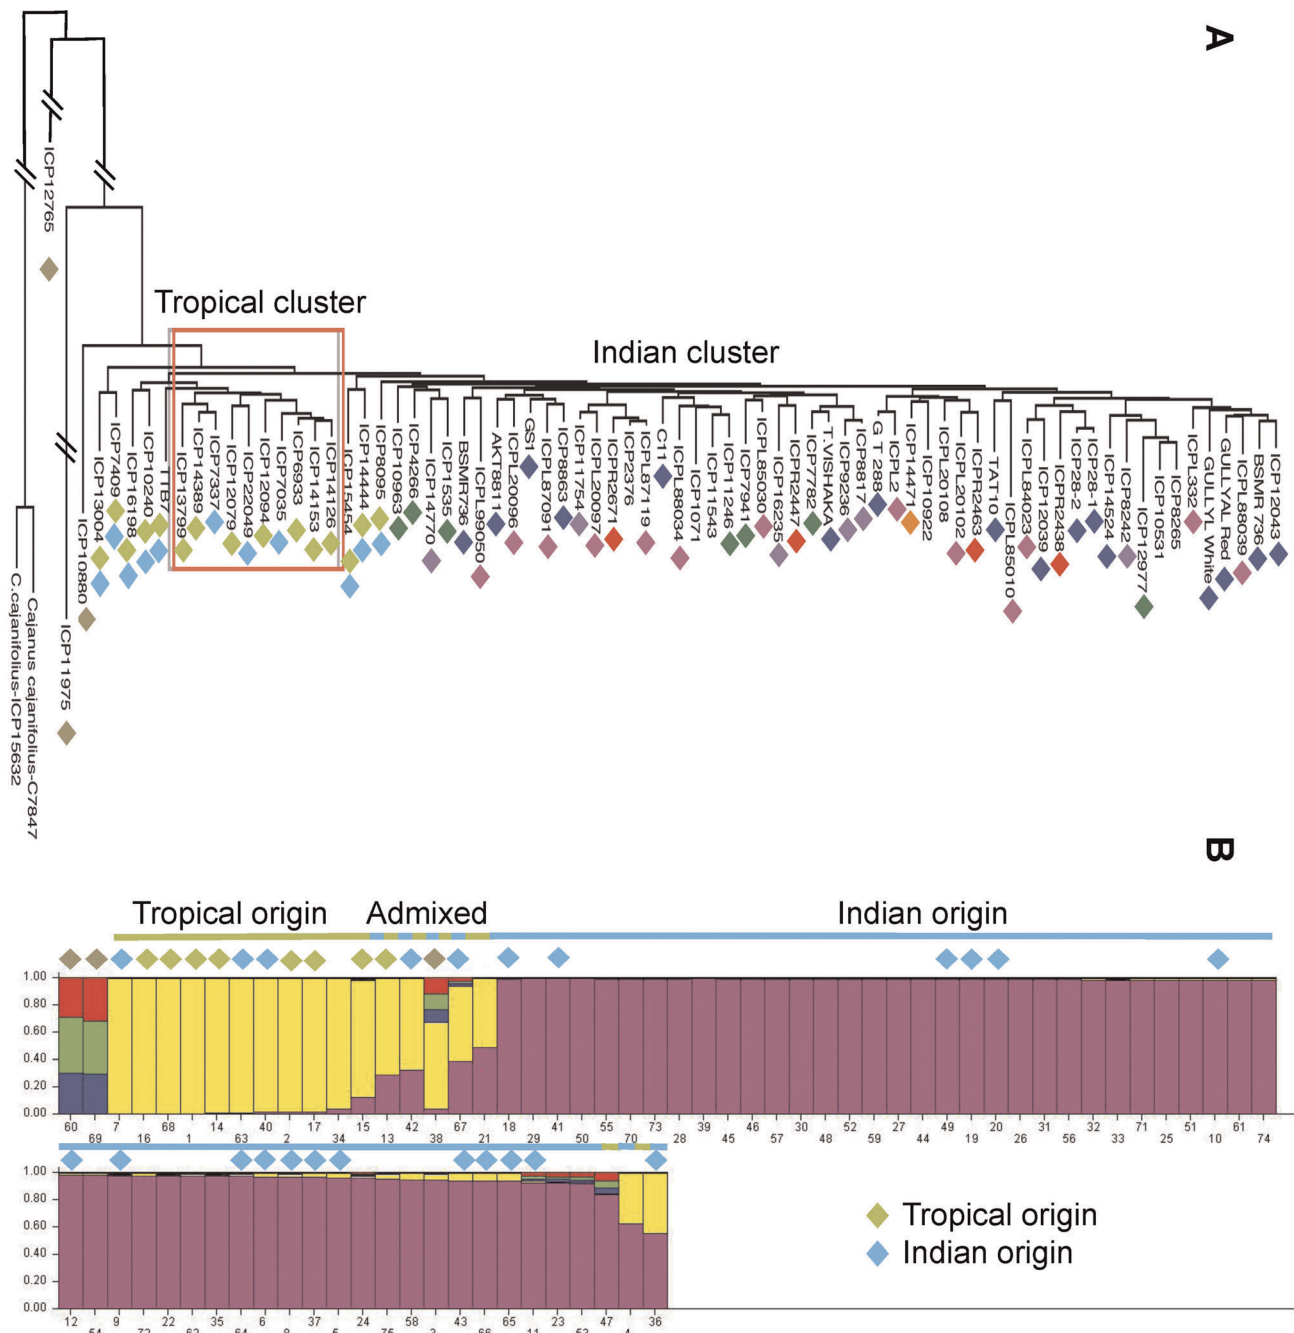 A
ICP12765
Tropical cluster
Indian cluster
C.cajanifolius-ICP15632
Cajanus cajanifolius-C7847
ICP11975
ICP10880
ICP13004
ICP7409
ICP16198
ICP10240
TTB7
ICP13799
ICP14389
ICP7337
ICP12079
ICP22049
ICP12094
ICP7035
ICP6933
ICP14153
ICP14126
ICP15454
ICP14444
ICP8095
ICP10963
ICP4266
ICP14770
ICP1535
BSMR736
ICPL99050
AKT8811
ICPL20096
GS1
ICPL87091
ICP8863
ICP11754
ICPL20097
ICPR2671
ICP2376
ICPL87119
C11
ICPL88034
ICP1071
ICP11543
ICP11246
ICP7941
ICPL85030
ICP16235
ICPR2447
ICP7782
T.VISHAKA
ICP9236
ICP8817
G T 288
ICPL2
ICP14471
ICP10922
ICPL20108
ICPL20102
ICPR2463
TAT10
ICPL85010
ICPL84023
ICP12039
ICPR2438
ICP28-2
ICP28-1
ICP14524
ICP8242
ICP12977
ICP10531
ICP8265
ICPL332
GULLYL White
GULLYAL Red
ICPL88039
BSMR 736
ICP12043
B
Tropical origin Admixed Indian origin
1.00
0.80
0.60
0.40
0.20
0.00
60 7 68 14 40 17 15 42 67 18 41 55 73 39 46 30 52 27 49 20 31 32 71 51 61
69 16 1 63 2 34 13 38 21 29 50 70 28 45 57 48 59 44 19 26 56 33 25 10 74
1.00
0.80
0.60
0.40
0.20
0.00
12 9 22 35 6 37 24 58 43 65 23 47 36
Tropical origin
Indian origin